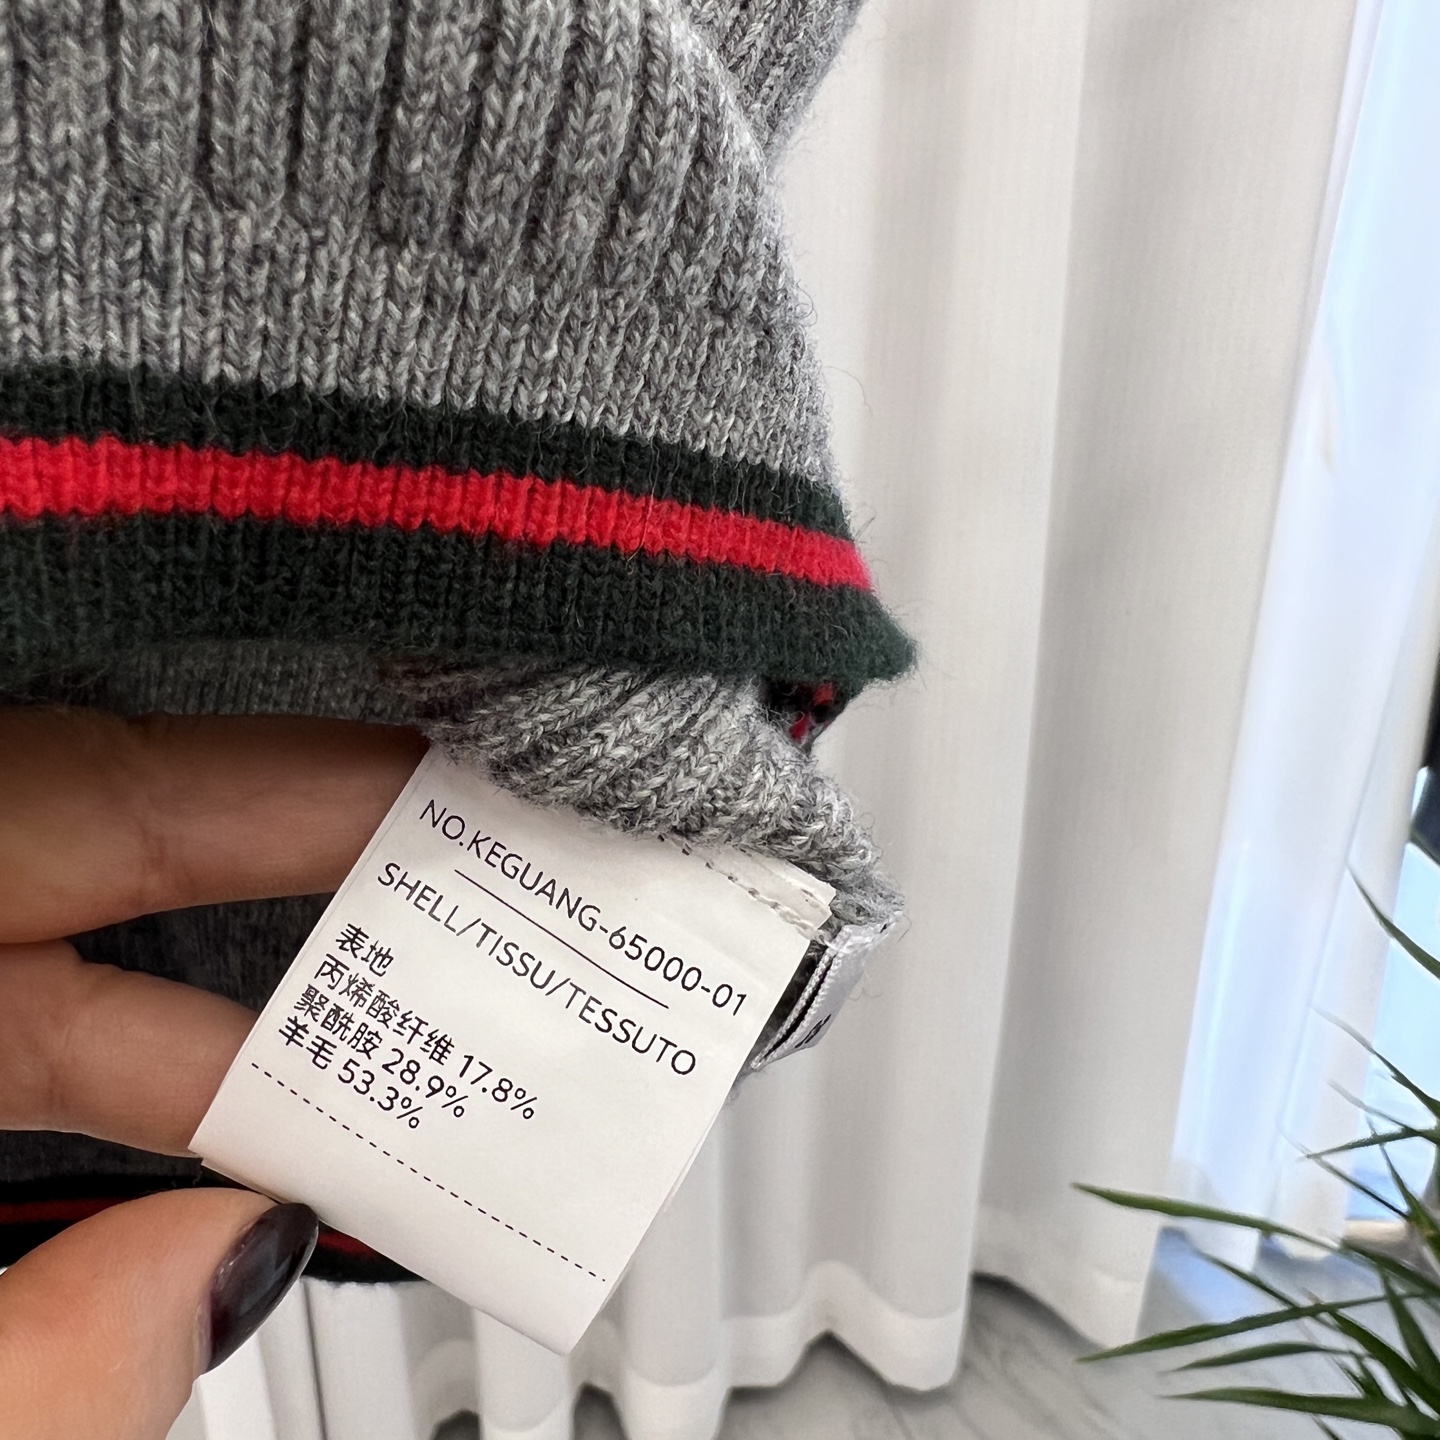 NO.KEGUANG-65000-01
SHELL/TISSU/TESSUTO
表地
丙烯酸纤维 17.8%
聚酰胺 28.9%
羊毛 53.3%